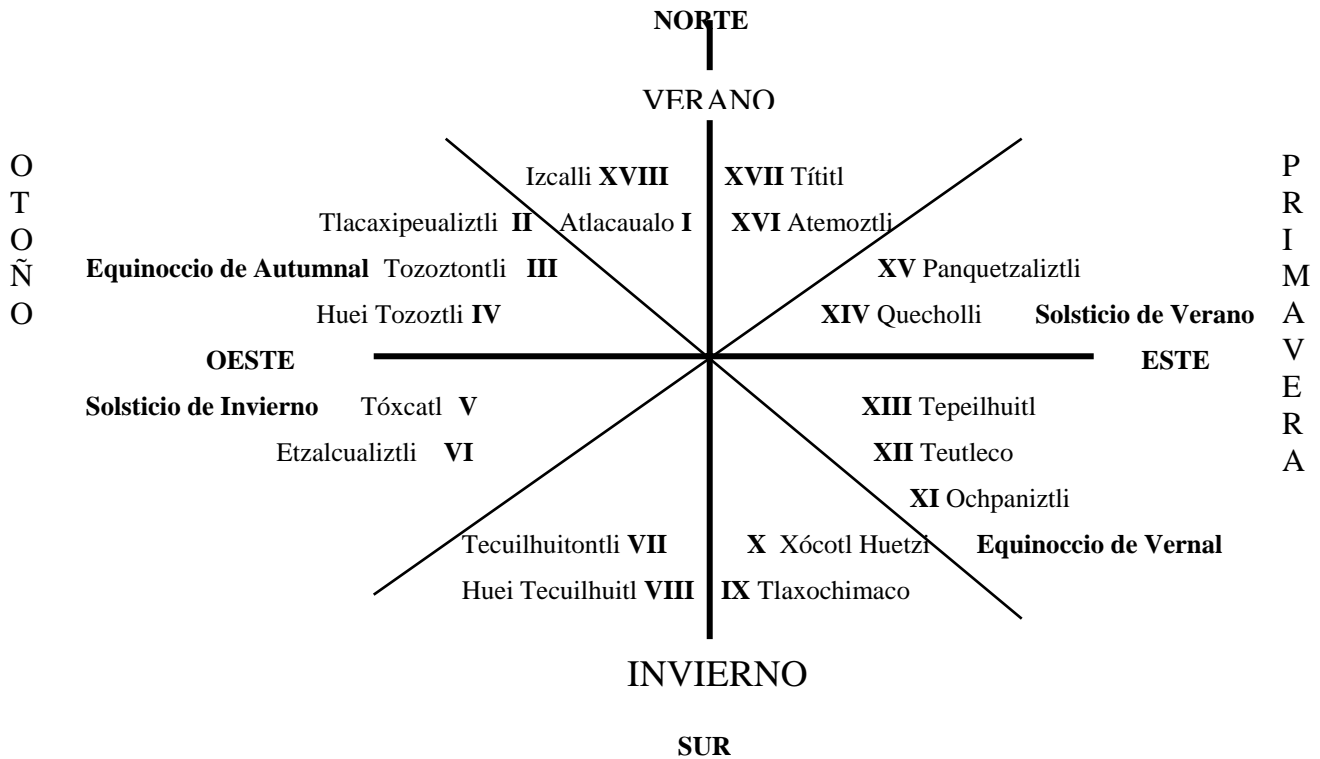 NORTE
VERANO
O
T
O
Ñ
O
Izcalli XVIII XVII Títitl
Tlacaxipeualiztli II Atlacaualo I XVI Atemoztli
Equinoccio de Autumnal Tozoztontli III XV Panquetzaliztli
Huei Tozoztli IV XIV Quecholli Solsticio de Verano
OESTE ESTE
Solsticio de Invierno Tóxcatl V XIII Tepeilhuitl
Etzalcualiztli VI XII Teutleco
XI Ochpaniztli
Tecuilhuitontli VII X Xócotl Huetzi Equinoccio de Vernal
Huei Tecuilhuitl VIII IX Tlaxochimaco
P
R
I
M
A
V
E
R
A
INVIERNO
SUR